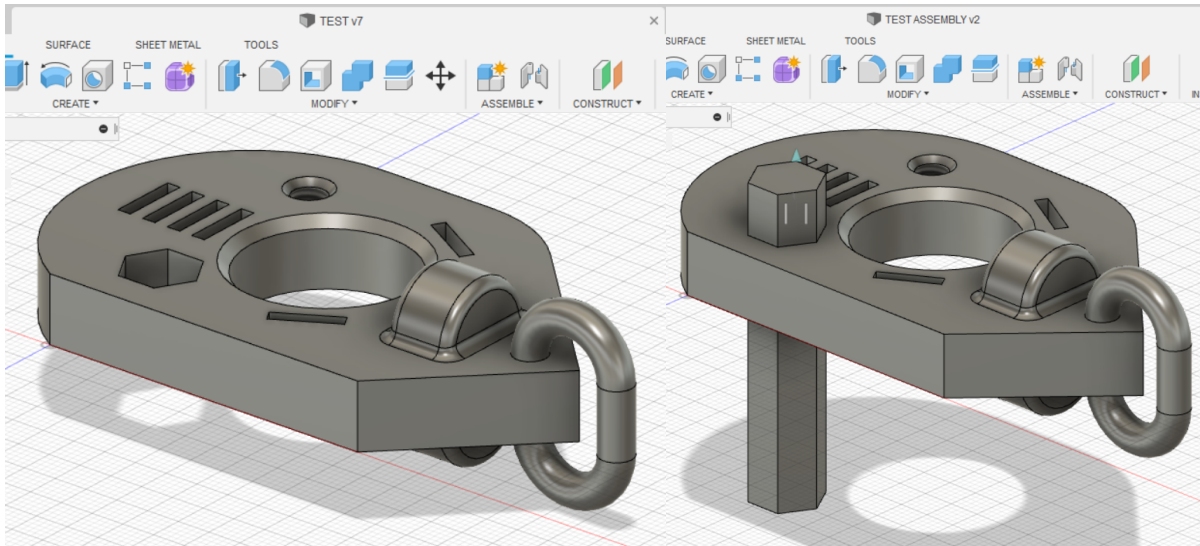 TEST v7
SURFACE SHEET METAL TOOLS
CREATE MODIFY ASSEMBLE CONSTRUCT
TEST ASSEMBLY v2
SURFACE SHEET METAL TOOLS
CREATE MODIFY ASSEMBLE CONSTRUCT IN